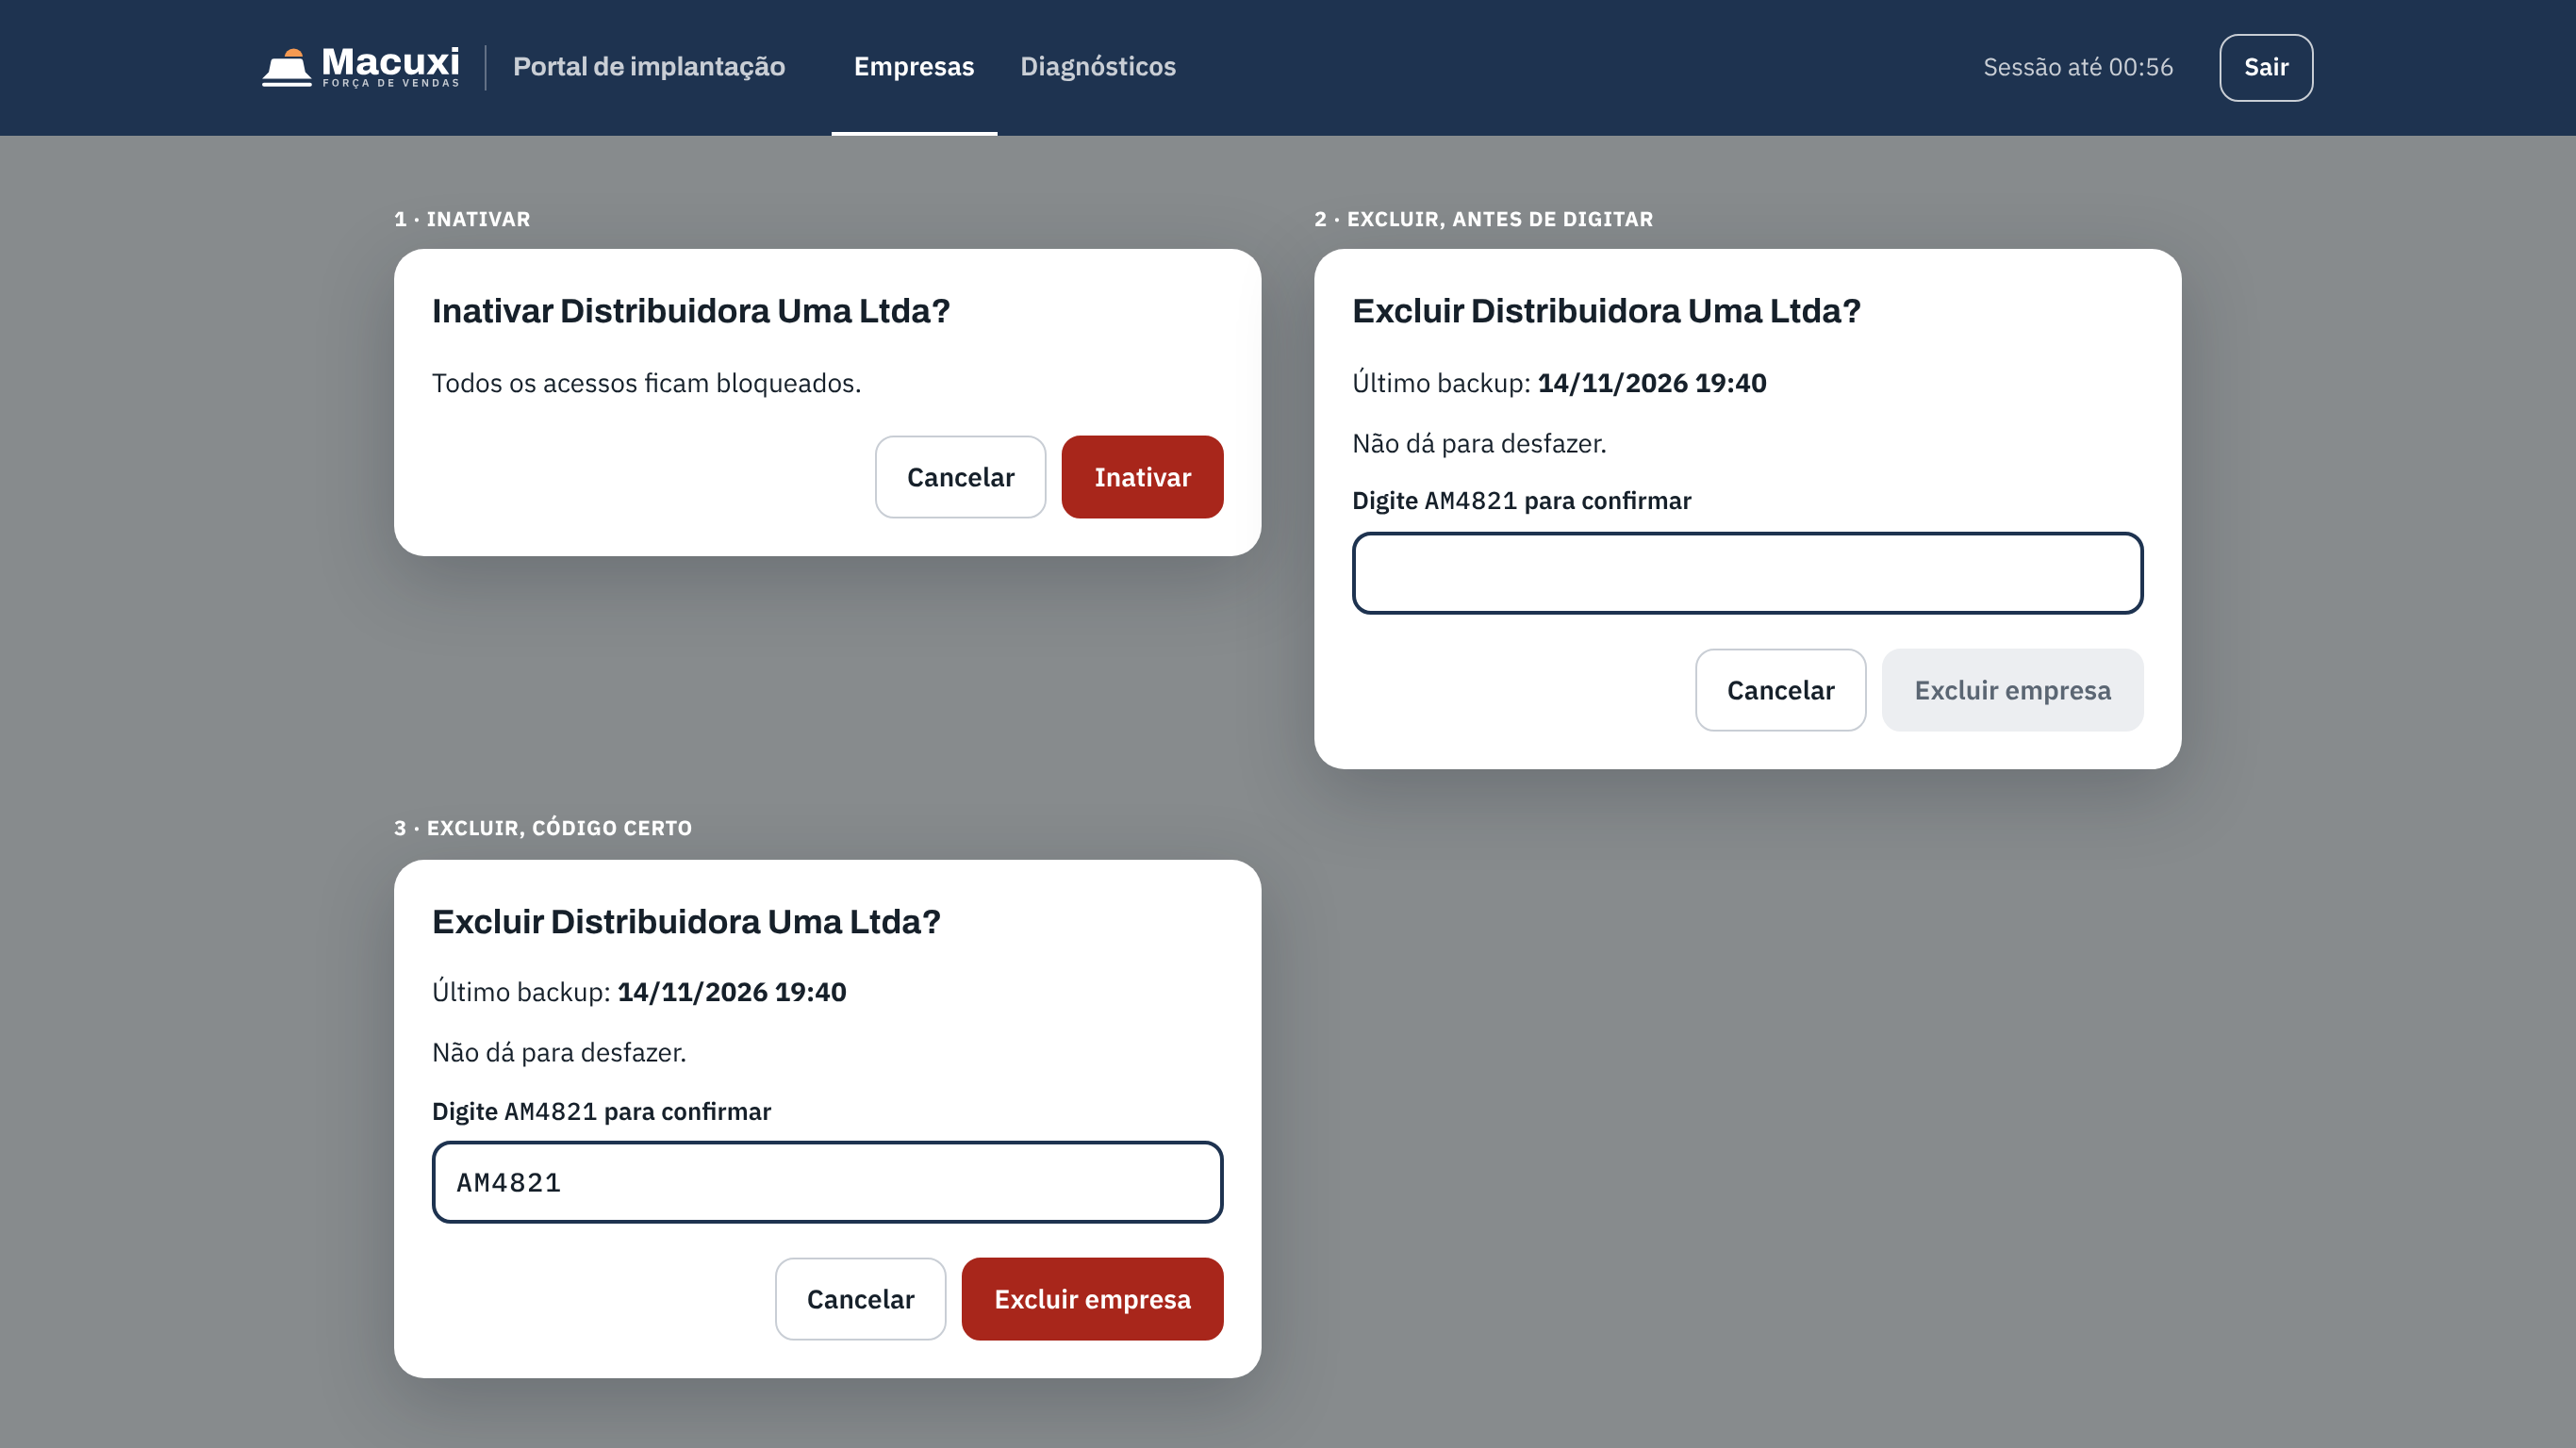 Macuxi
FORÇA DE VENDAS
Portal de implantação
Empresas
Diagnósticos
Sessão até 00:56
Sair
1 · INATIVAR
Inativar Distribuidora Uma Ltda?
Todos os acessos ficam bloqueados.
Cancelar
Inativar
2 · EXCLUIR, ANTES DE DIGITAR
Excluir Distribuidora Uma Ltda?
Último backup: 14/11/2026 19:40
Não dá para desfazer.
Digite AM4821 para confirmar
Cancelar
Excluir empresa
3 · EXCLUIR, CÓDIGO CERTO
Excluir Distribuidora Uma Ltda?
Último backup: 14/11/2026 19:40
Não dá para desfazer.
Digite AM4821 para confirmar
AM4821
Cancelar
Excluir empresa